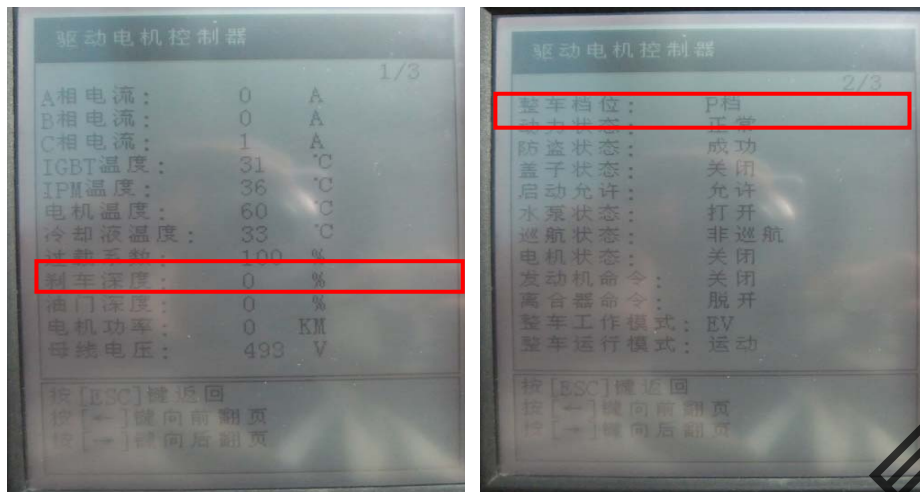 驱动电机控制器
1/3
A相电流： 0 A
B相电流： 0 A
C相电流： 1 A
IGBT温度： 31 ℃
IPM温度： 36 ℃
电机温度： 60 ℃
冷却液温度： 33 ℃
过载系数： 100 %
刹车深度： 0 %
油门深度： 0 %
电机功率： 0 KM
母线电压： 493 V
按[ESC]键返回
按[←]键向前翻页
按[→]键向后翻页
驱动电机控制器
2/3
整车档位： P档
动力状态： 正常
防盗状态： 成功
盖子状态： 关闭
启动允许： 允许
水泵状态： 打开
巡航状态： 非巡航
电机状态： 关闭
发动机命令： 关闭
离合器命令： 脱开
整车工作模式： EV
整车运行模式： 运动
按[ESC]键返回
按[←]键向前翻页
按[→]键向后翻页